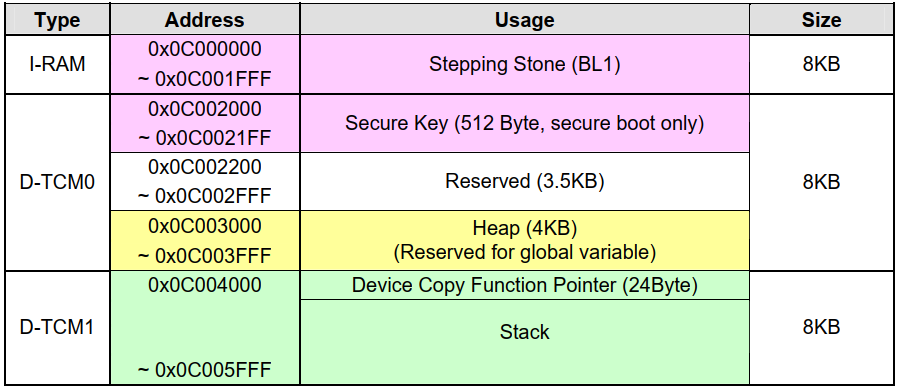 Type Address Usage Size
I-RAM 0x0C000000
~ 0x0C001FFF Stepping Stone (BL1) 8KB
D-TCM0 0x0C002000
~ 0x0C0021FF Secure Key (512 Byte, secure boot only) 8KB
0x0C002200
~ 0x0C002FFF Reserved (3.5KB)
0x0C003000
~ 0x0C003FFF Heap (4KB)
(Reserved for global variable)
D-TCM1 0x0C004000 Device Copy Function Pointer (24Byte) 8KB
Stack
~ 0x0C005FFF